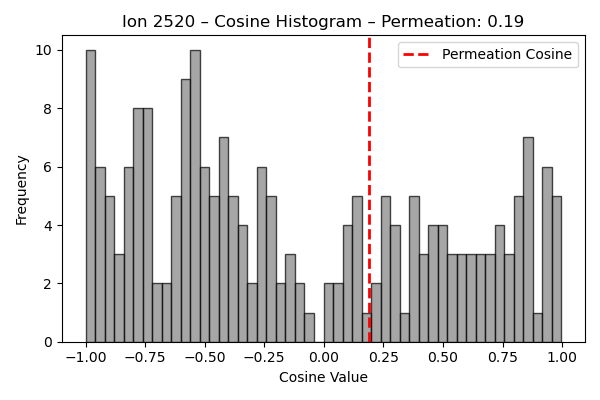 Ion 2520 – Cosine Histogram – Permeation: 0.19
Permeation Cosine
Frequency
10
8
6
4
2
0
−1.00 −0.75 −0.50 −0.25 0.00 0.25 0.50 0.75 1.00
Cosine Value